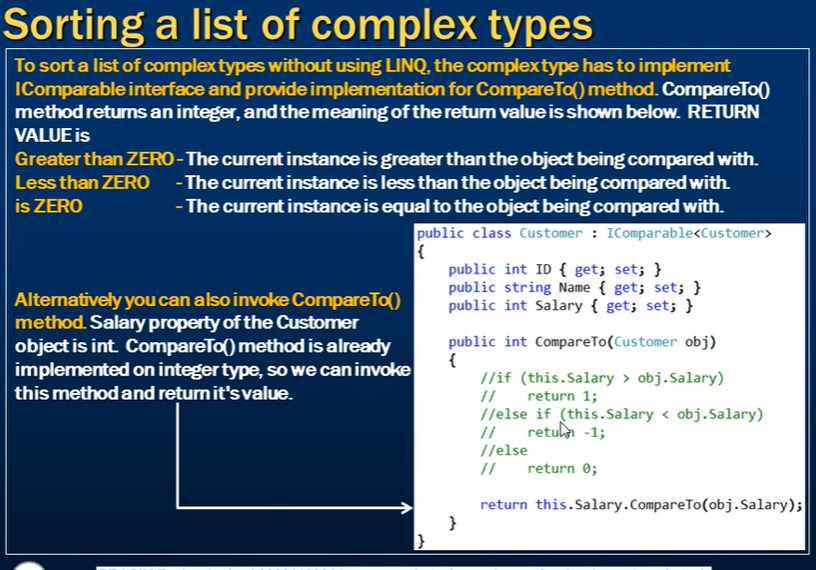 Sorting a list of complex types
To sort a list of complex types without using LINQ, the complex type has to implement
IComparable interface and provide implementation for CompareTo() method. CompareTo()
method returns an integer, and the meaning of the return value is shown below. RETURN
VALUE is
Greater than ZERO - The current instance is greater than the object being compared with.
Less than ZERO - The current instance is less than the object being compared with.
is ZERO - The current instance is equal to the object being compared with.
Alternatively you can also invoke CompareTo()
method. Salary property of the Customer
object is int. CompareTo() method is already
implemented on integer type, so we can invoke
this method and return it's value.
public class Customer : IComparable<Customer>
{
public int ID { get; set; }
public string Name { get; set; }
public int Salary { get; set; }
public int CompareTo(Customer obj)
{
//if (this.Salary > obj.Salary)
// return 1;
//else if (this.Salary < obj.Salary)
// return -1;
//else
// return 0;
return this.Salary.CompareTo(obj.Salary);
}
}